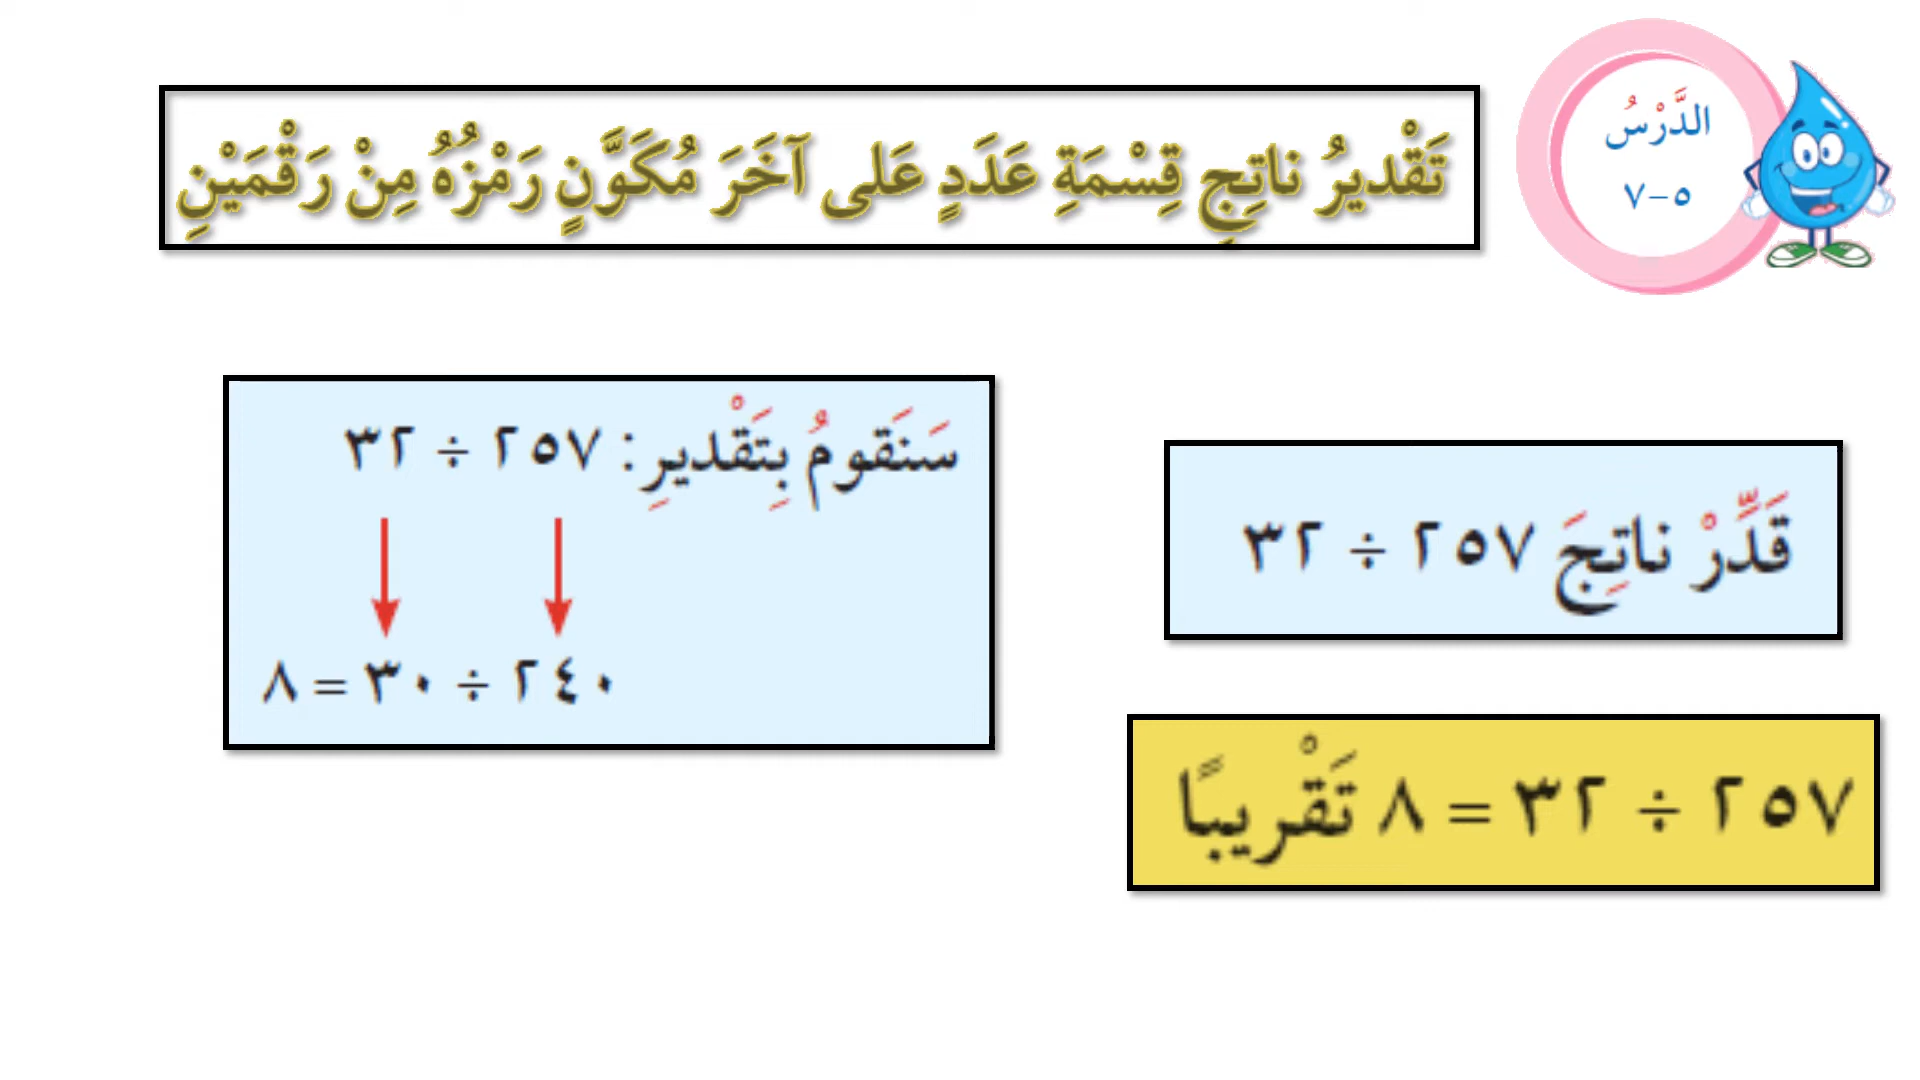 الدَّرْسُ
٥-٧
تَقْديرُ ناتِجِ قِسْمَةِ عَدَدٍ عَلى آخَرَ مُكَوَّنٍ رَمْزُهُ مِنْ رَقْمَيْنِ
قَدِّرْ ناتِجَ ٢٥٧ ÷ ٣٢
سَنَقومُ بِتَقْديرِ: ٢٥٧ ÷ ٣٢
٢٤٠ ÷ ٣٠ = ٨
٢٥٧ ÷ ٣٢ = ٨ تَقْريبًا